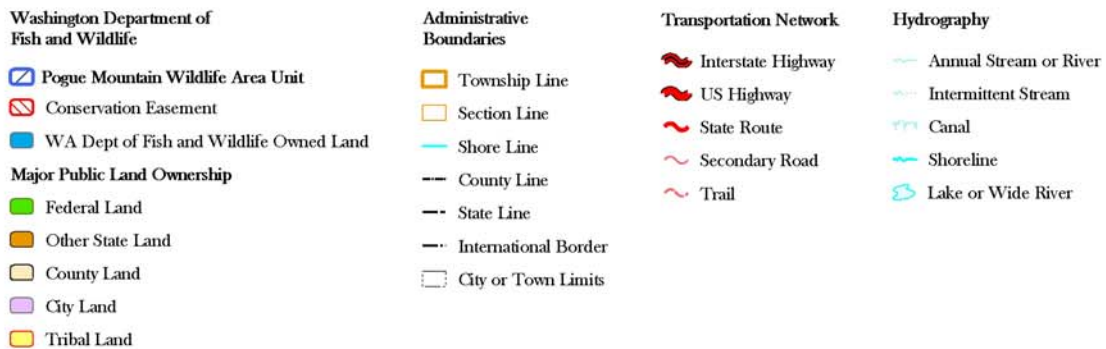 Washington Department of
Fish and Wildlife
Pogue Mountain Wildlife Area Unit
Conservation Easement
WA Dept of Fish and Wildlife Owned Land
Major Public Land Ownership
Federal Land
Other State Land
County Land
City Land
Tribal Land
Administrative
Boundaries
Township Line
Section Line
Shore Line
County Line
State Line
International Border
City or Town Limits
Transportation Network
Interstate Highway
US Highway
State Route
Secondary Road
Trail
Hydrography
Annual Stream or River
Intermittent Stream
Canal
Shoreline
Lake or Wide River